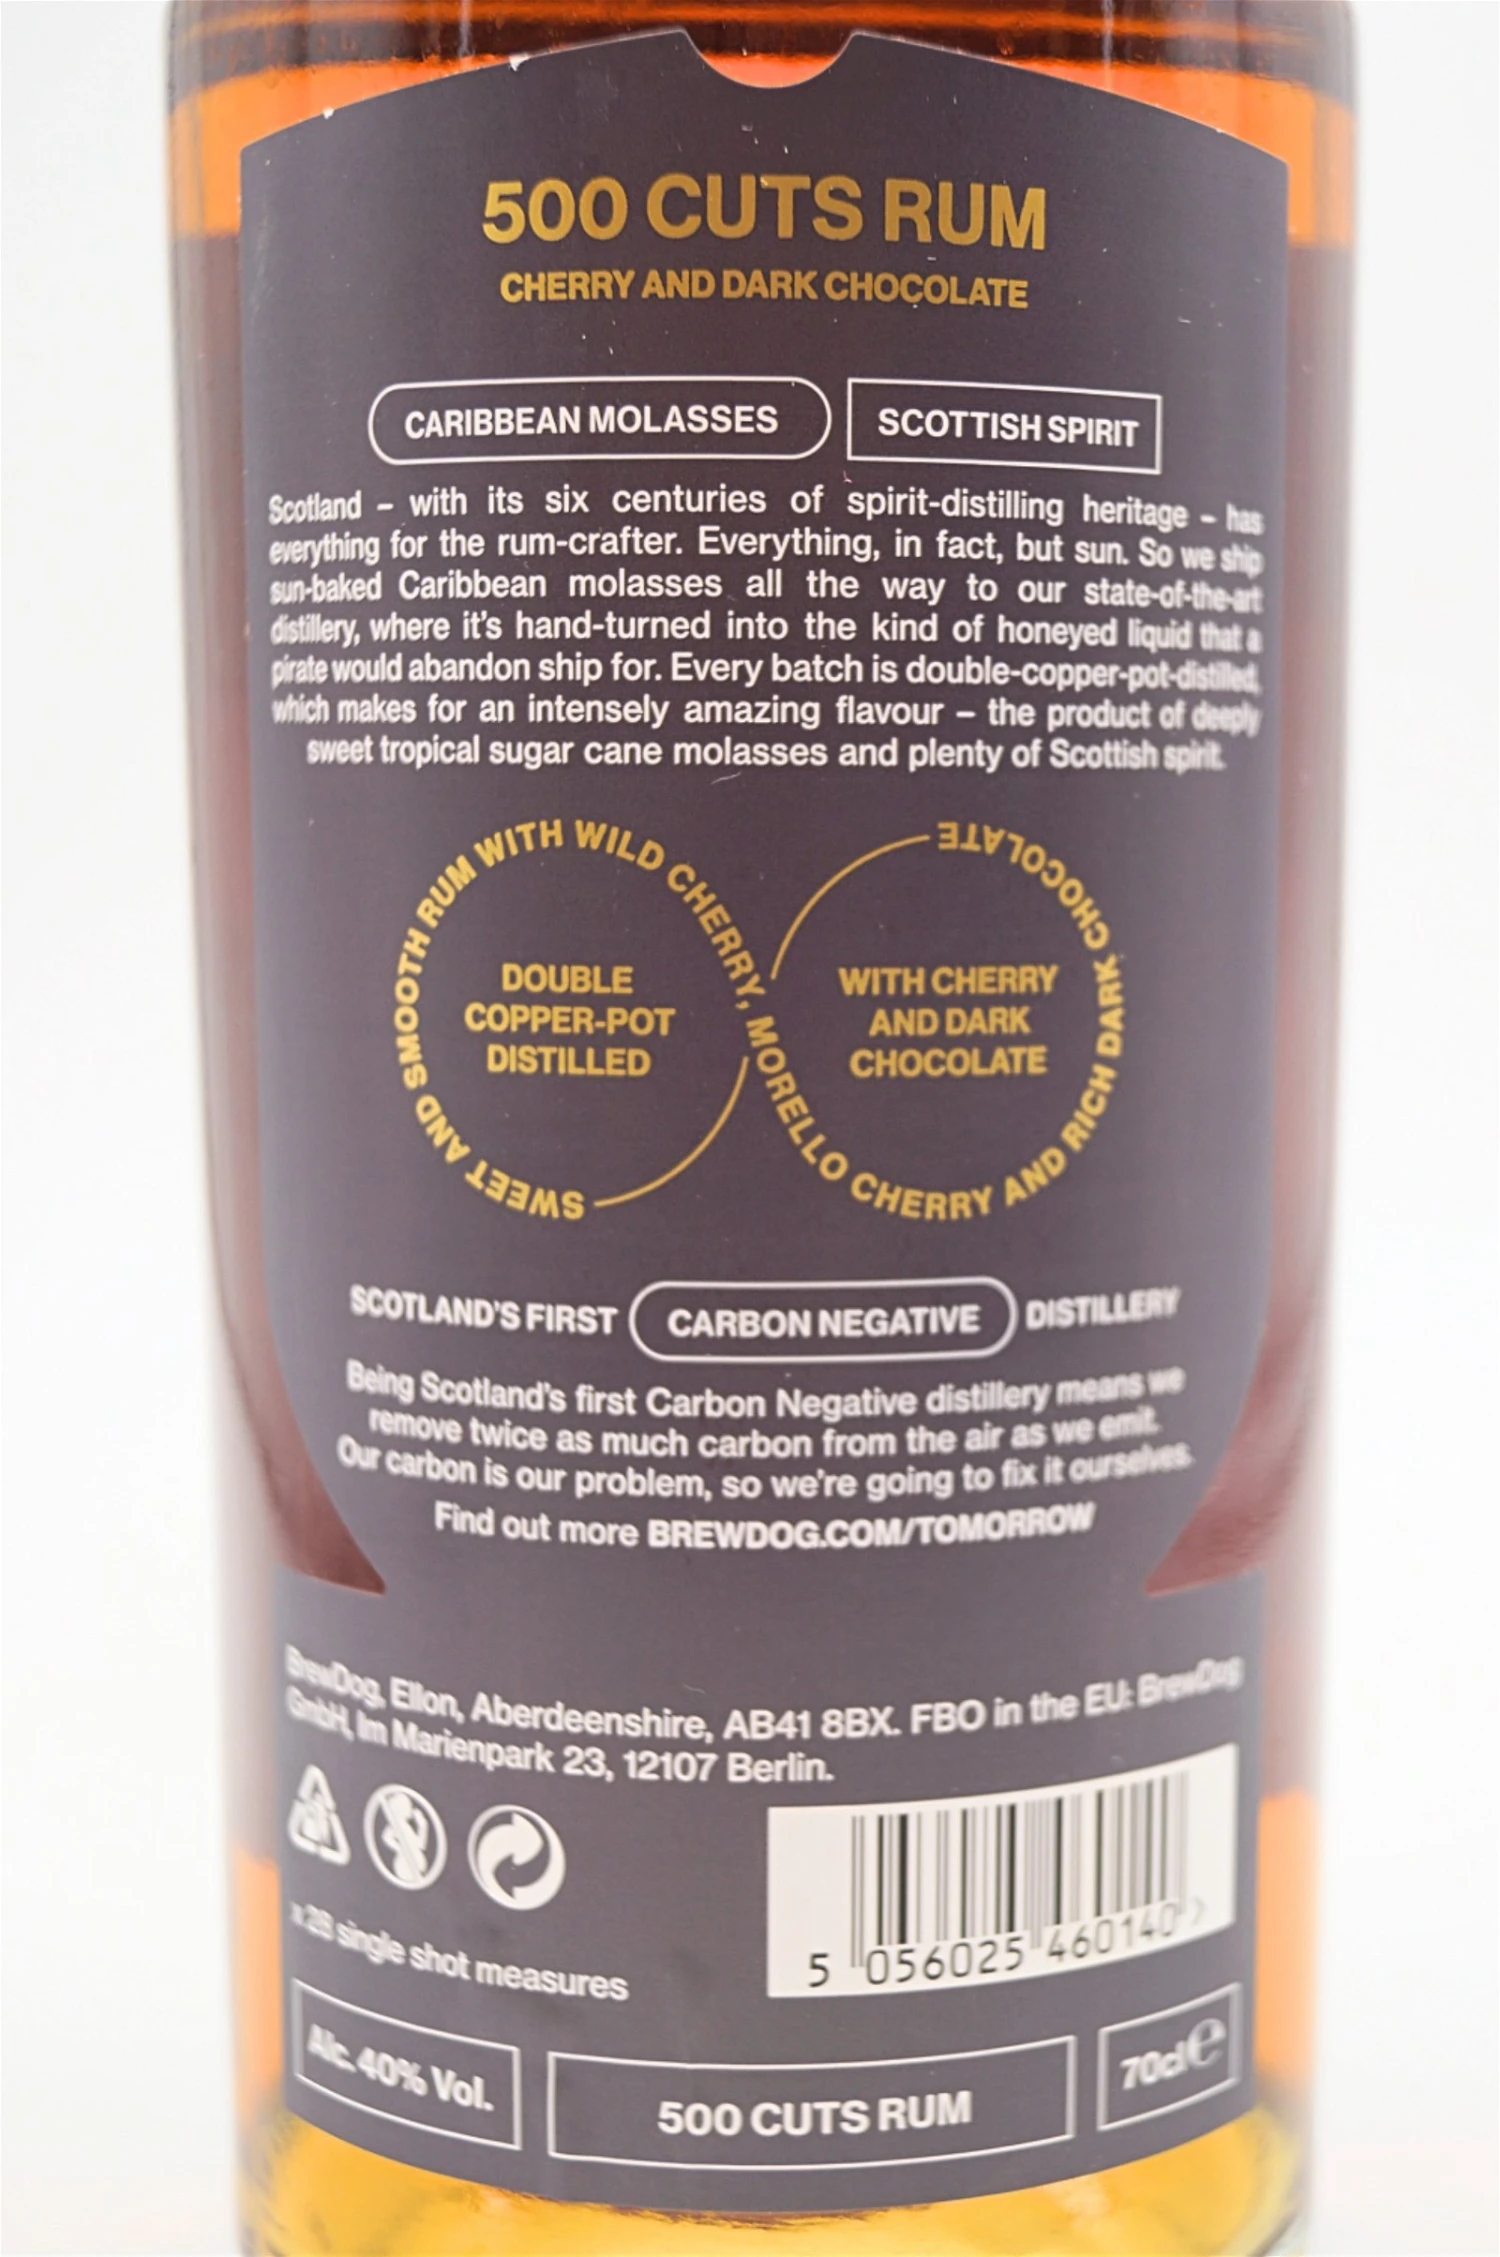 500 CUTS RUM
CHERRY AND DARK CHOCOLATE
CARIBBEAN MOLASSES
SCOTTISH SPIRIT
Scotland – with its six centuries of spirit-distilling heritage – has
everything for the rum-crafter. Everything, in fact, but sun. So we ship
sun-baked Caribbean molasses all the way to our state-of-the-art
distillery, where it's hand-turned into the kind of honeyed liquid that a
pirate would abandon ship for. Every batch is double-copper-pot-distilled,
which makes for an intensely amazing flavour – the product of deeply
sweet tropical sugar cane molasses and plenty of Scottish spirit.
SWEET AND SMOOTH RUM WITH WILD CHERRY, MORELLO CHERRY AND RICH DARK CHOCOLATE
DOUBLE
COPPER-POT
DISTILLED
WITH CHERRY
AND DARK
CHOCOLATE
SCOTLAND'S FIRST CARBON NEGATIVE DISTILLERY
Being Scotland's first Carbon Negative distillery means we
remove twice as much carbon from the air as we emit.
Our carbon is our problem, so we're going to fix it ourselves.
Find out more BREWDOG.COM/TOMORROW
BrewDog, Ellon, Aberdeenshire, AB41 8BX. FBO in the EU: BrewDog
GmbH, Im Marienpark 23, 12107 Berlin.
x 28 single shot measures
5 056025 460140 >
Alc. 40% Vol.
500 CUTS RUM
70cl e